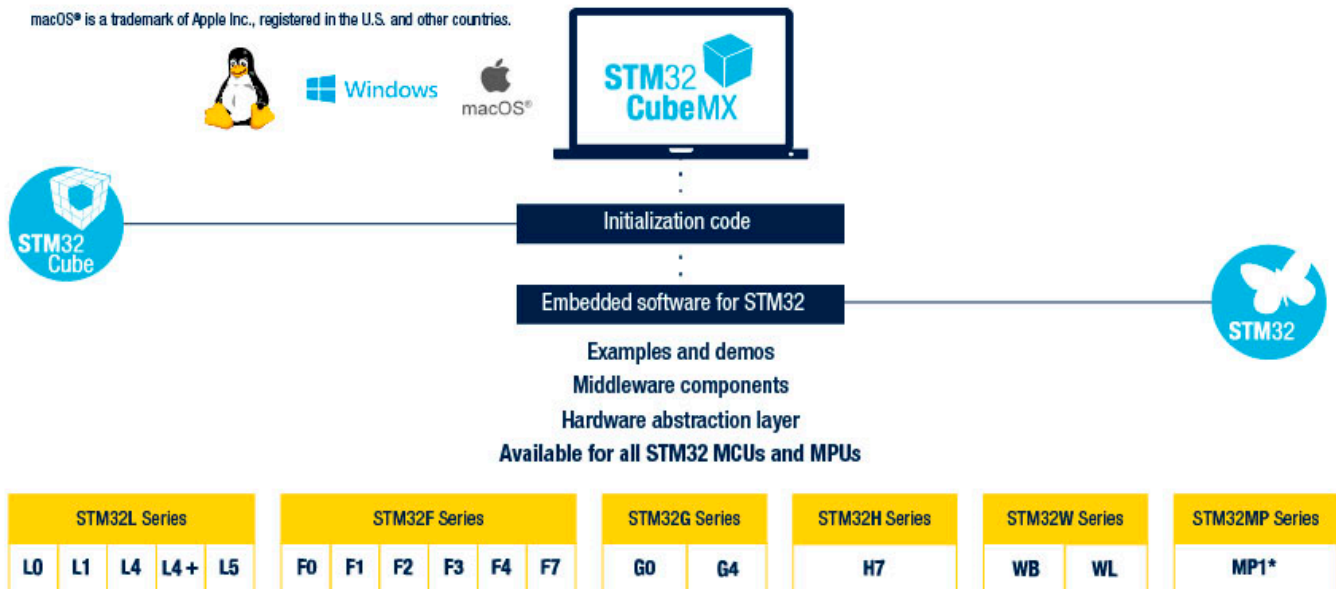 macOS® is a trademark of Apple Inc., registered in the U.S. and other countries.
Windows
macOS®
STM32
CubeMX
STM32
Cube
Initialization code
Embedded software for STM32
STM32
Examples and demos
Middleware components
Hardware abstraction layer
Available for all STM32 MCUs and MPUs
STM32L Series STM32F Series STM32G Series STM32H Series STM32W Series STM32MP Series
L0 L1 L4 L4+ L5 F0 F1 F2 F3 F4 F7 G0 G4 H7 WB WL MP1*